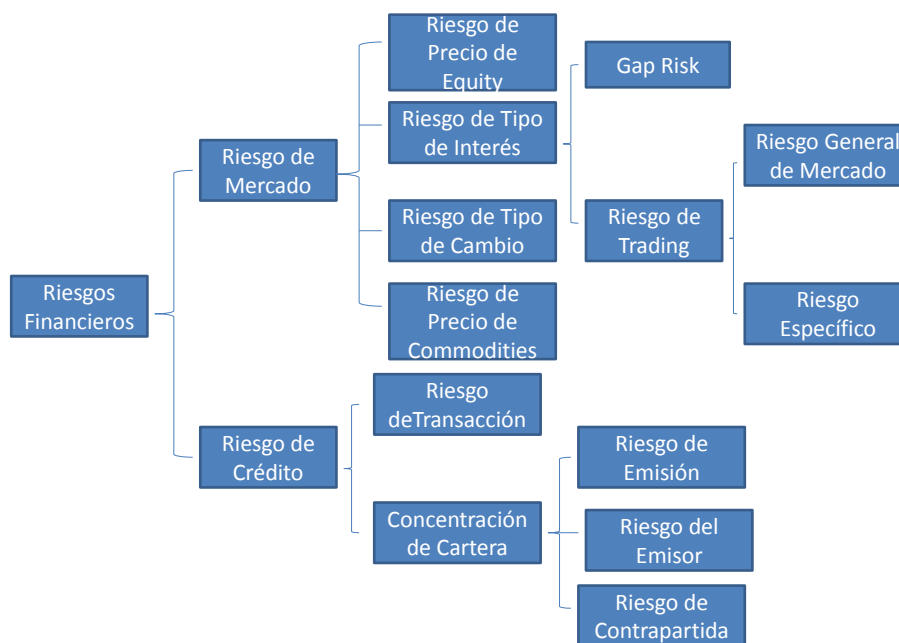 Riesgos
Financieros
Riesgo de
Mercado
Riesgo de
Precio de
Equity
Riesgo de Tipo
de Interés
Gap Risk
Riesgo de
Trading
Riesgo General
de Mercado
Riesgo
Específico
Riesgo de Tipo
de Cambio
Riesgo de
Precio de
Commodities
Riesgo de
Crédito
Riesgo
deTransacción
Concentración
de Cartera
Riesgo de
Emisión
Riesgo del
Emisor
Riesgo de
Contrapartida